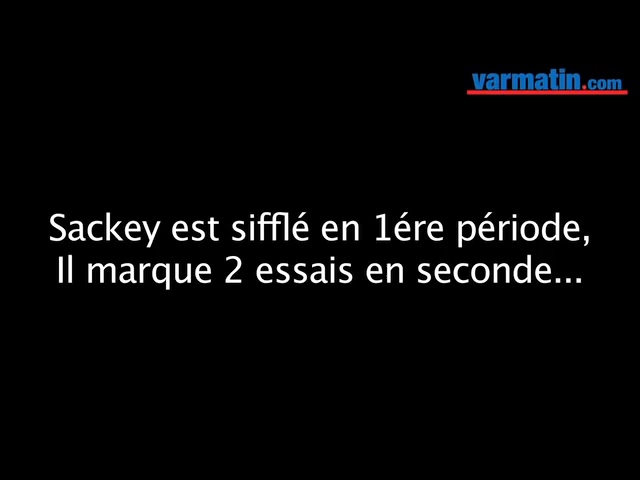 varmatin.com
Sackey est sifflé en 1ére période,
Il marque 2 essais en seconde...